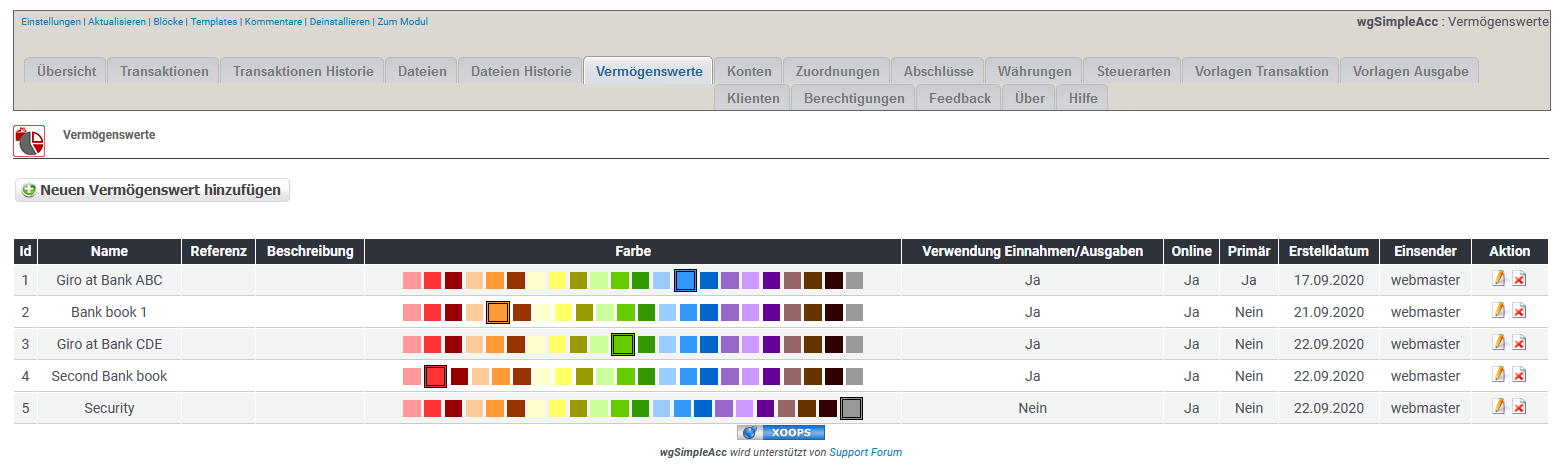 Einstellungen | Aktualisieren | Blöcke | Templates | Kommentare | Deinstallieren | Zum Modul
wgSimpleAcc : Vermögenswerte
Übersicht Transaktionen Transaktionen Historie Dateien Dateien Historie Vermögenswerte Konten Zuordnungen Abschlüsse Währungen Steuerarten Vorlagen Transaktion Vorlagen Ausgabe
Klienten Berechtigungen Feedback Über Hilfe
Vermögenswerte
Neuen Vermögenswert hinzufügen
Id Name Referenz Beschreibung Farbe Verwendung Einnahmen/Ausgaben Online Primär Erstelldatum Einsender Aktion
1 Giro at Bank ABC Ja Ja Ja 17.09.2020 webmaster
2 Bank book 1 Ja Ja Nein 21.09.2020 webmaster
3 Giro at Bank CDE Ja Ja Nein 22.09.2020 webmaster
4 Second Bank book Ja Ja Nein 22.09.2020 webmaster
5 Security Nein Ja Nein 22.09.2020 webmaster
XOOPS
wgSimpleAcc wird unterstützt von Support Forum